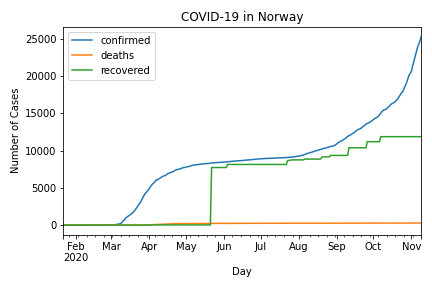 COVID-19 in Norway
confirmed
deaths
recovered
25000
20000
15000
10000
5000
0
Number of Cases
Feb Mar Apr May Jun Jul Aug Sep Oct Nov
2020
Day